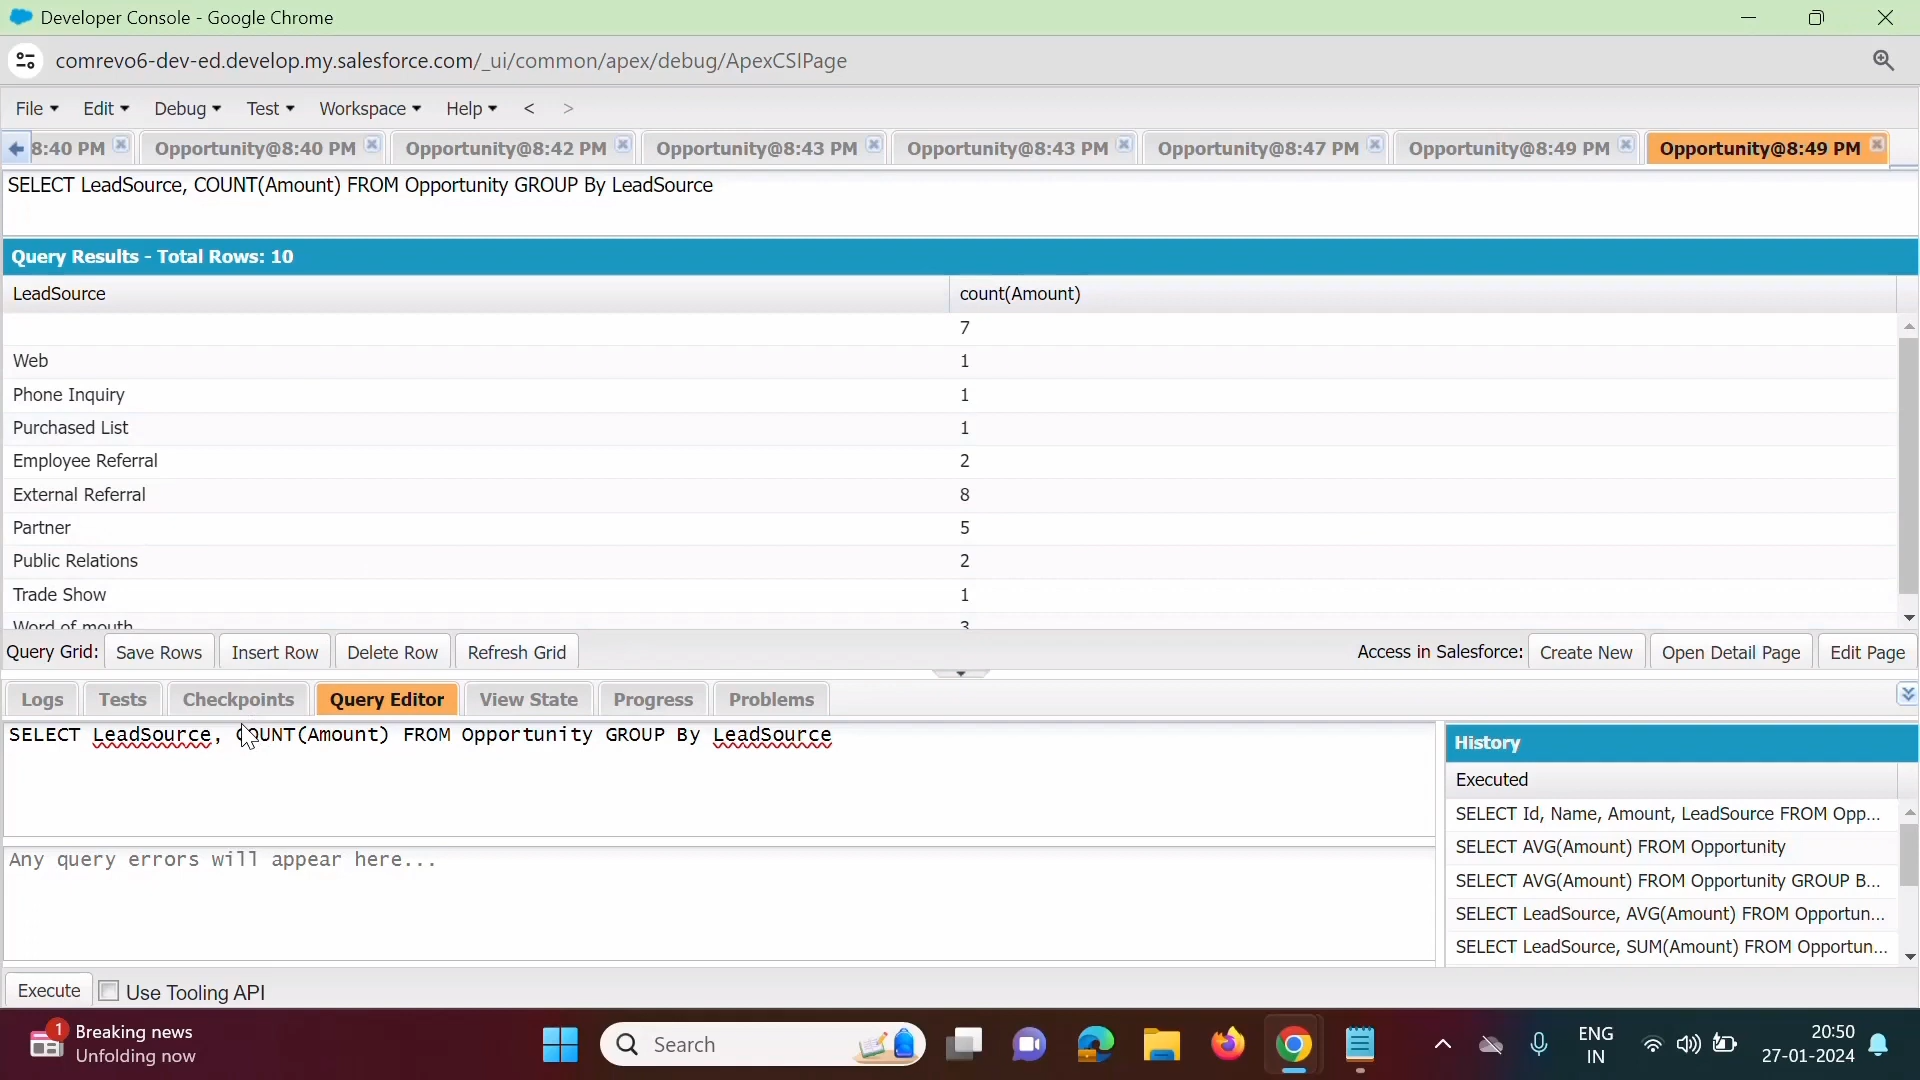 Developer Console - Google Chrome
comrevo6-dev-ed.develop.my.salesforce.com/_ui/common/apex/debug/ApexCSIPage
File Edit Debug Test Workspace Help < >
8:40 PM Opportunity@8:40 PM Opportunity@8:42 PM Opportunity@8:43 PM Opportunity@8:43 PM Opportunity@8:47 PM Opportunity@8:49 PM Opportunity@8:49 PM
SELECT LeadSource, COUNT(Amount) FROM Opportunity GROUP By LeadSource
Query Results - Total Rows: 10
LeadSource count(Amount)
7
Web 1
Phone Inquiry 1
Purchased List 1
Employee Referral 2
External Referral 8
Partner 5
Public Relations 2
Trade Show 1
Word of mouth 3
Query Grid: Save Rows Insert Row Delete Row Refresh Grid Access in Salesforce: Create New Open Detail Page Edit Page
Logs Tests Checkpoints Query Editor View State Progress Problems
SELECT LeadSource, COUNT(Amount) FROM Opportunity GROUP By LeadSource
Any query errors will appear here...
History
Executed
SELECT Id, Name, Amount, LeadSource FROM Opp...
SELECT AVG(Amount) FROM Opportunity
SELECT AVG(Amount) FROM Opportunity GROUP B...
SELECT LeadSource, AVG(Amount) FROM Opportun...
SELECT LeadSource, SUM(Amount) FROM Opportun...
Execute Use Tooling API
1 Breaking news
Unfolding now
Search
ENG
IN
20:50
27-01-2024